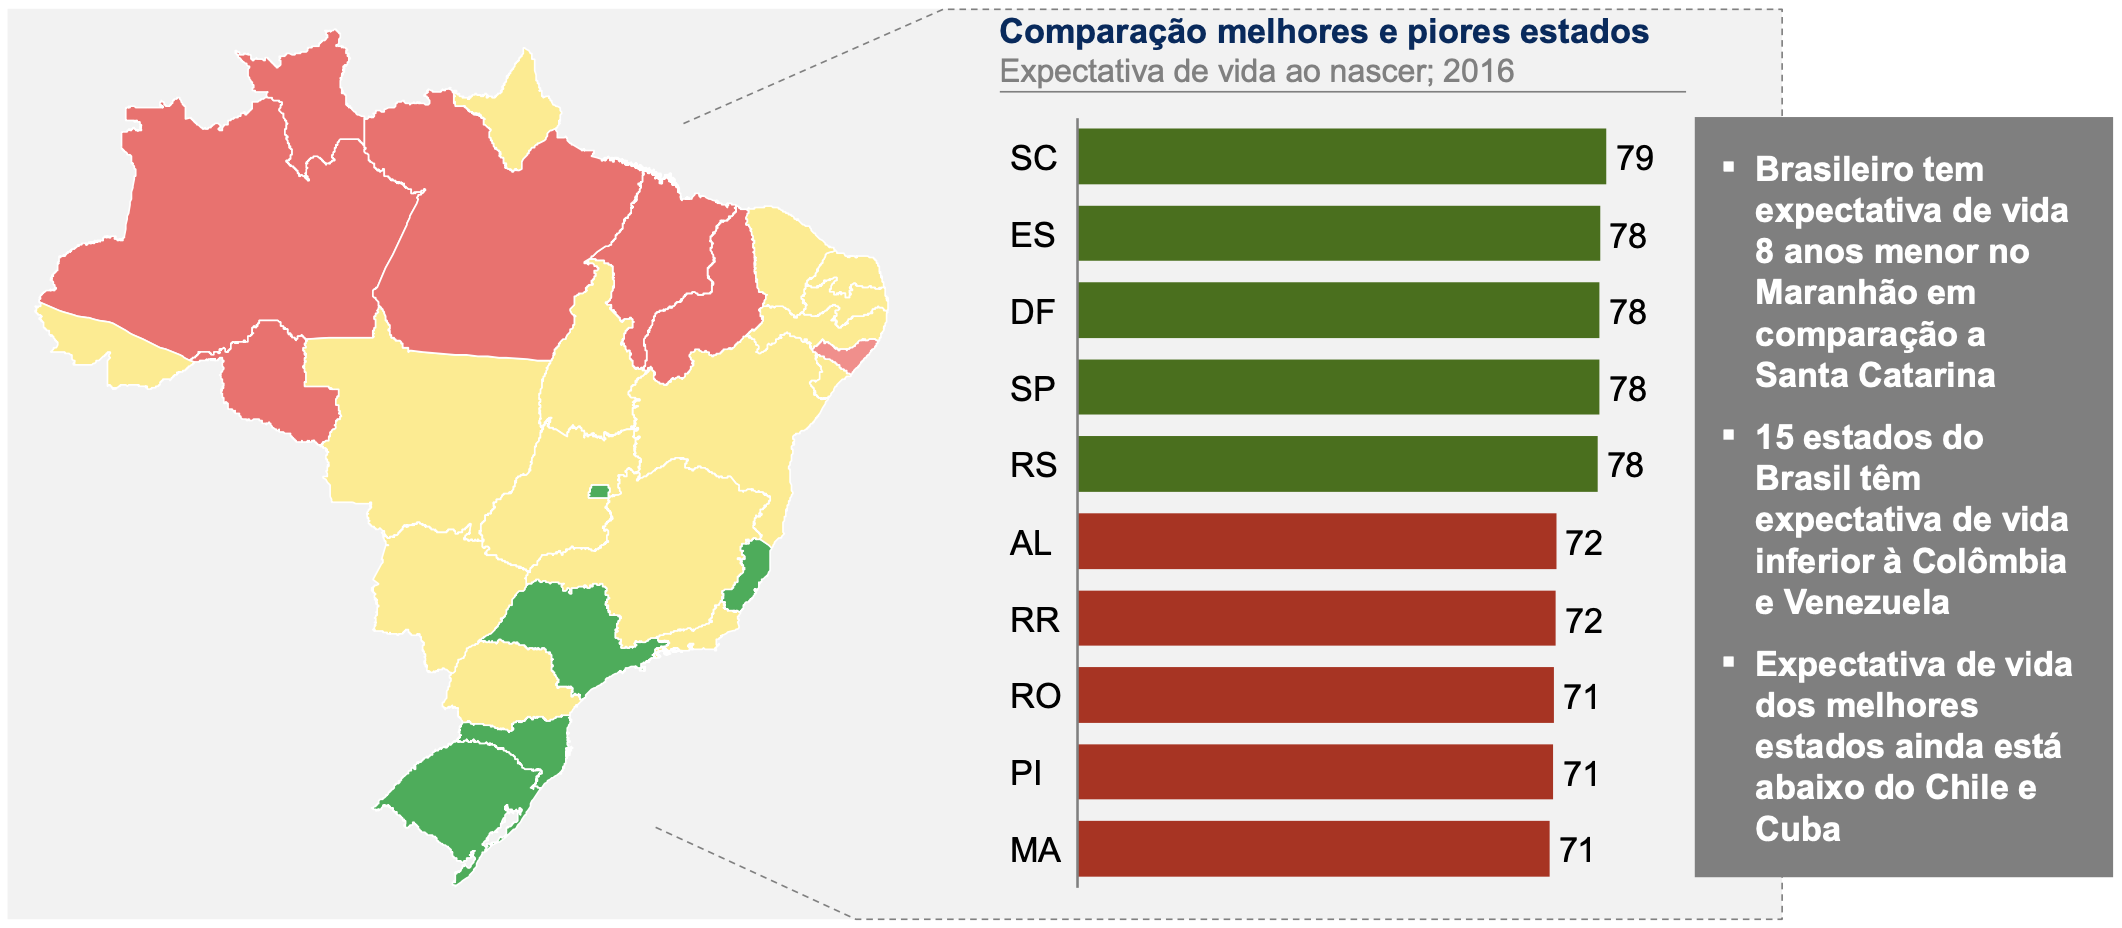 Comparação melhores e piores estados
Expectativa de vida ao nascer; 2016
SC 79
ES 78
DF 78
SP 78
RS 78
AL 72
RR 72
RO 71
PI 71
MA 71
▪ Brasileiro tem
expectativa de vida
8 anos menor no
Maranhão em
comparação a
Santa Catarina
▪ 15 estados do
Brasil têm
expectativa de vida
inferior à Colômbia
e Venezuela
▪ Expectativa de vida
dos melhores
estados ainda está
abaixo do Chile e
Cuba